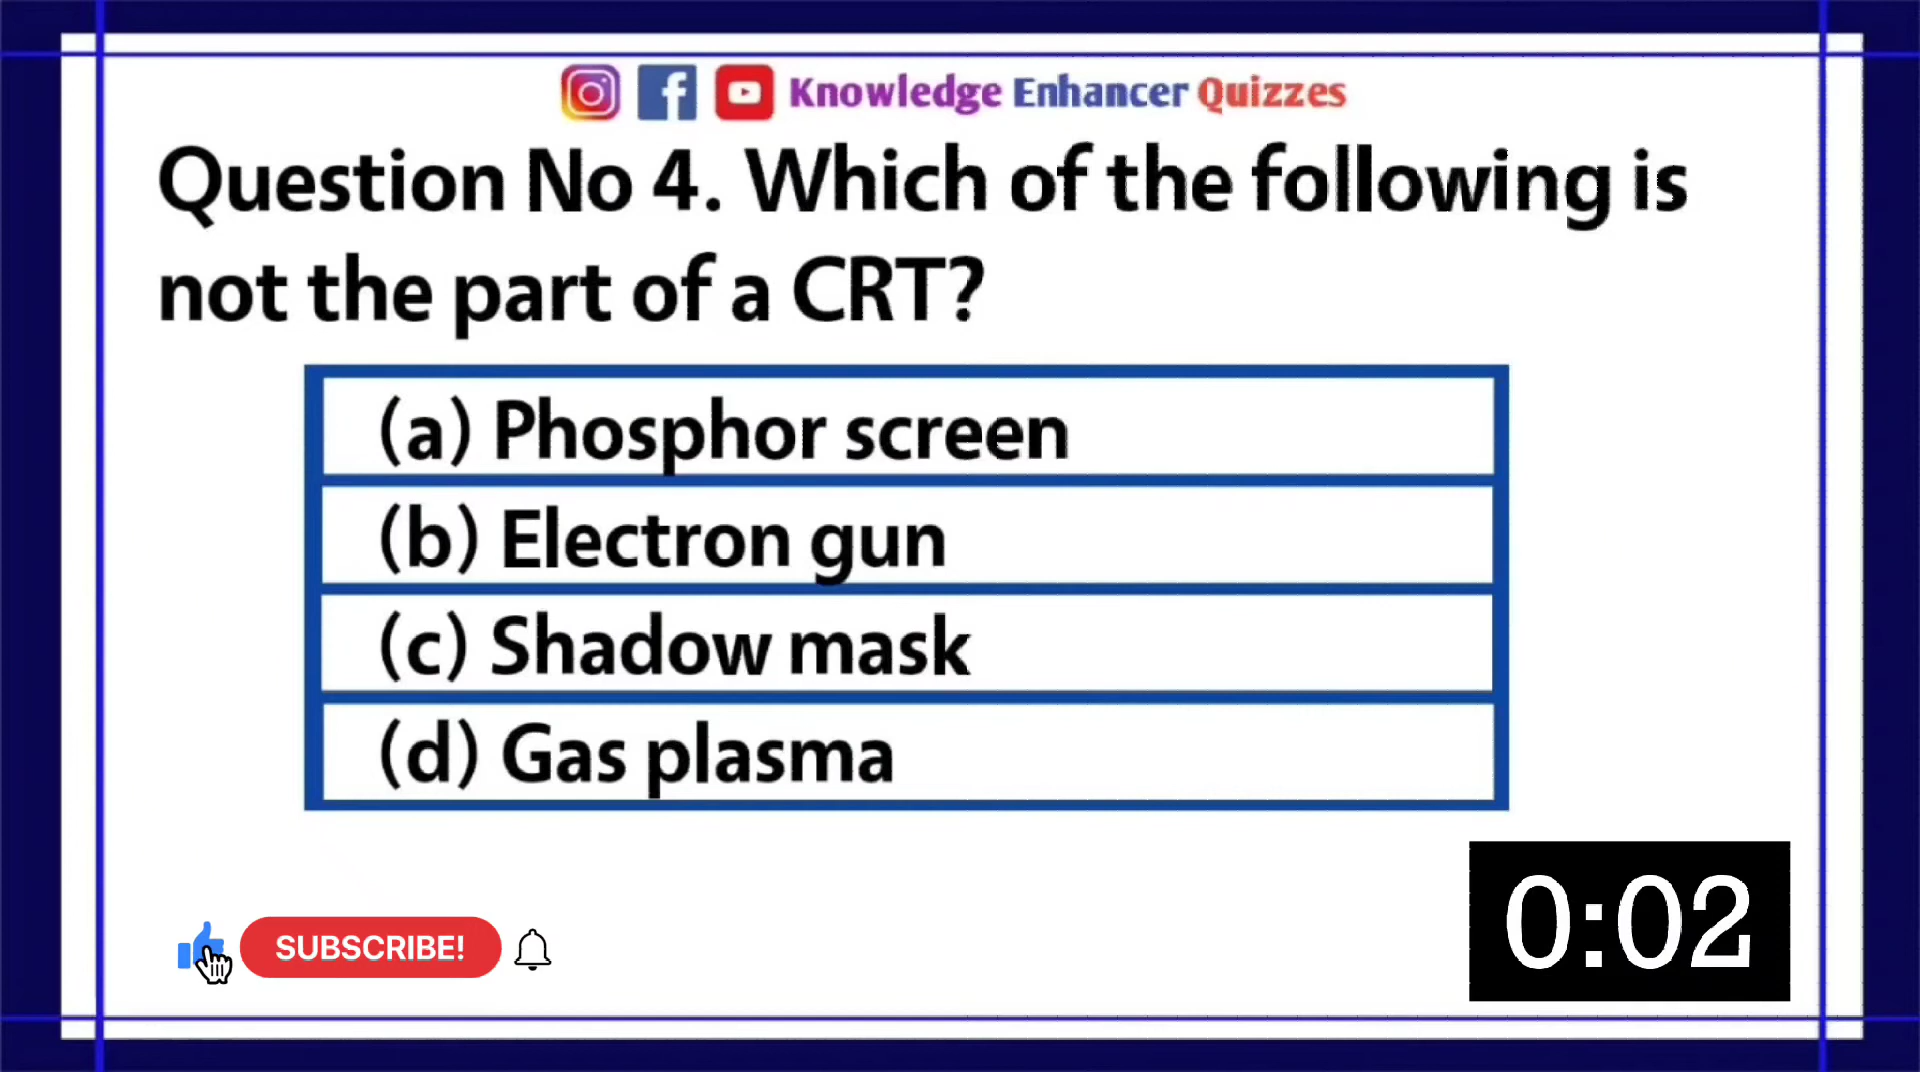 Knowledge Enhancer Quizzes
Question No 4. Which of the following is
not the part of a CRT?
(a) Phosphor screen
(b) Electron gun
(c) Shadow mask
(d) Gas plasma
SUBSCRIBE!
0:02